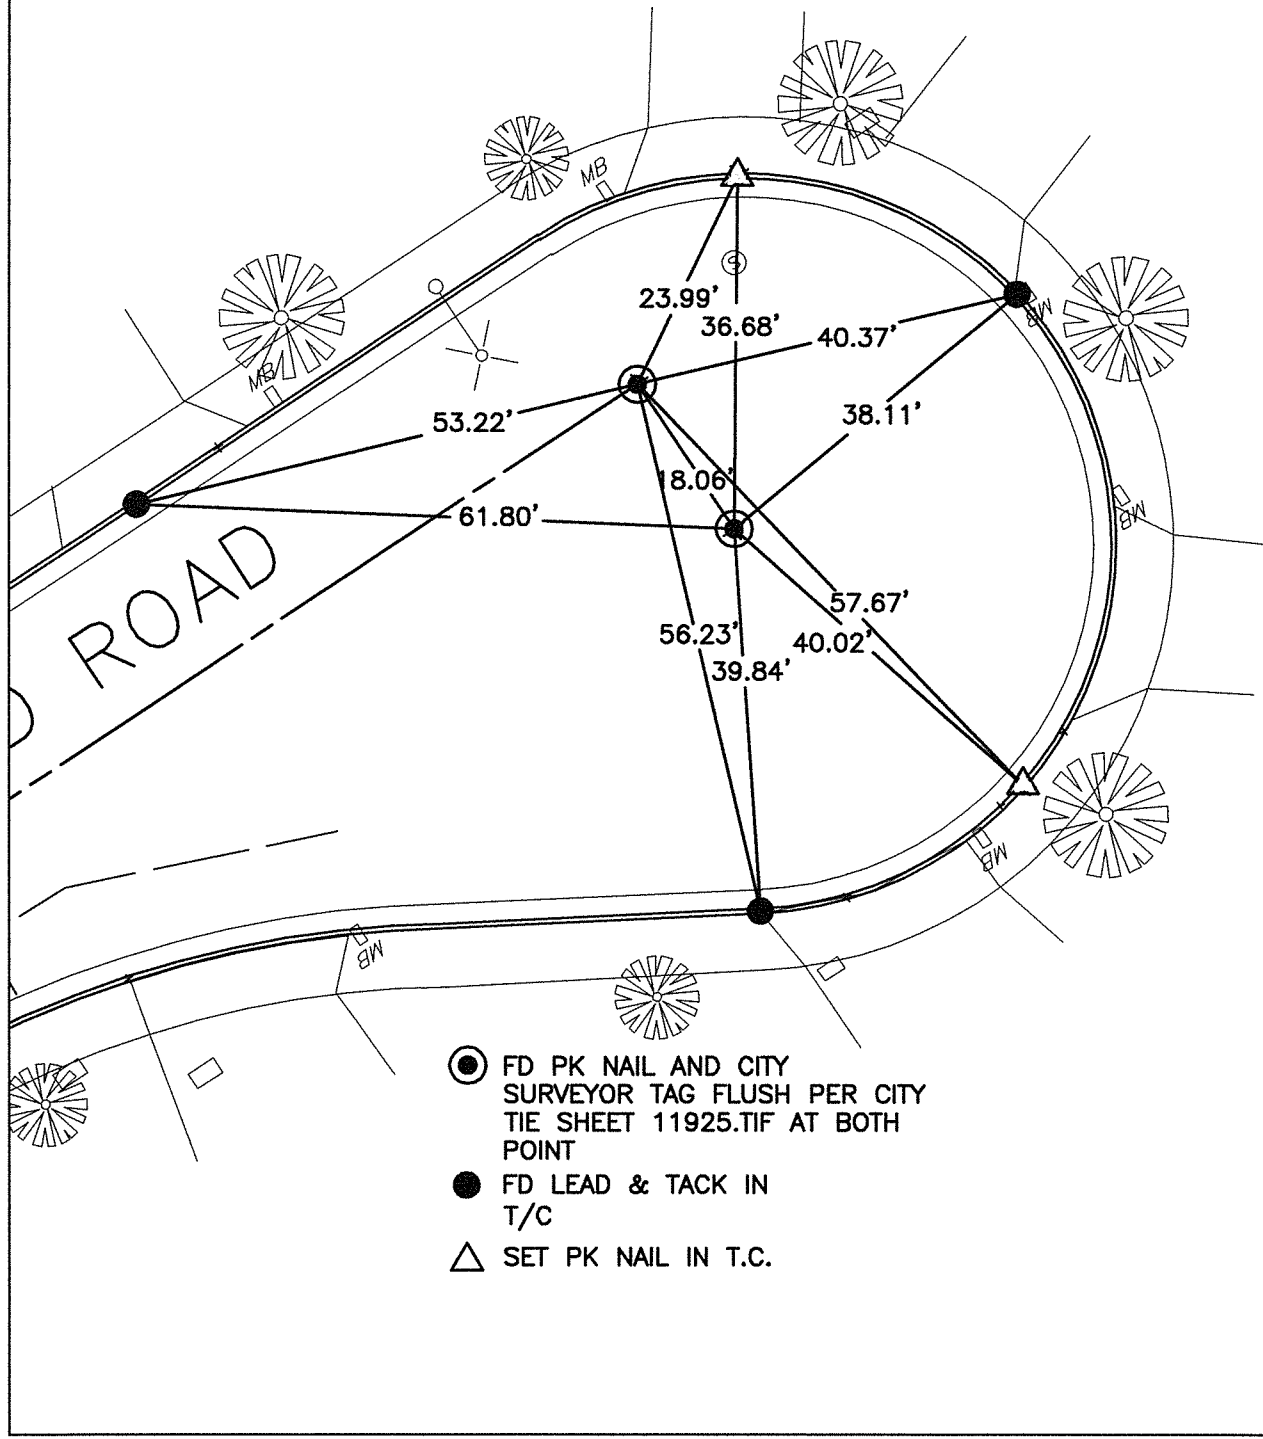 MB
S
23.99'
36.68'
40.37'
MB
MB
53.22'
38.11'
18.06'
61.80'
MB
D ROAD
57.67'
56.23'
40.02'
39.84'
MB
MB
FD PK NAIL AND CITY
SURVEYOR TAG FLUSH PER CITY
TIE SHEET 11925.TIF AT BOTH
POINT
FD LEAD & TACK IN
T/C
SET PK NAIL IN T.C.